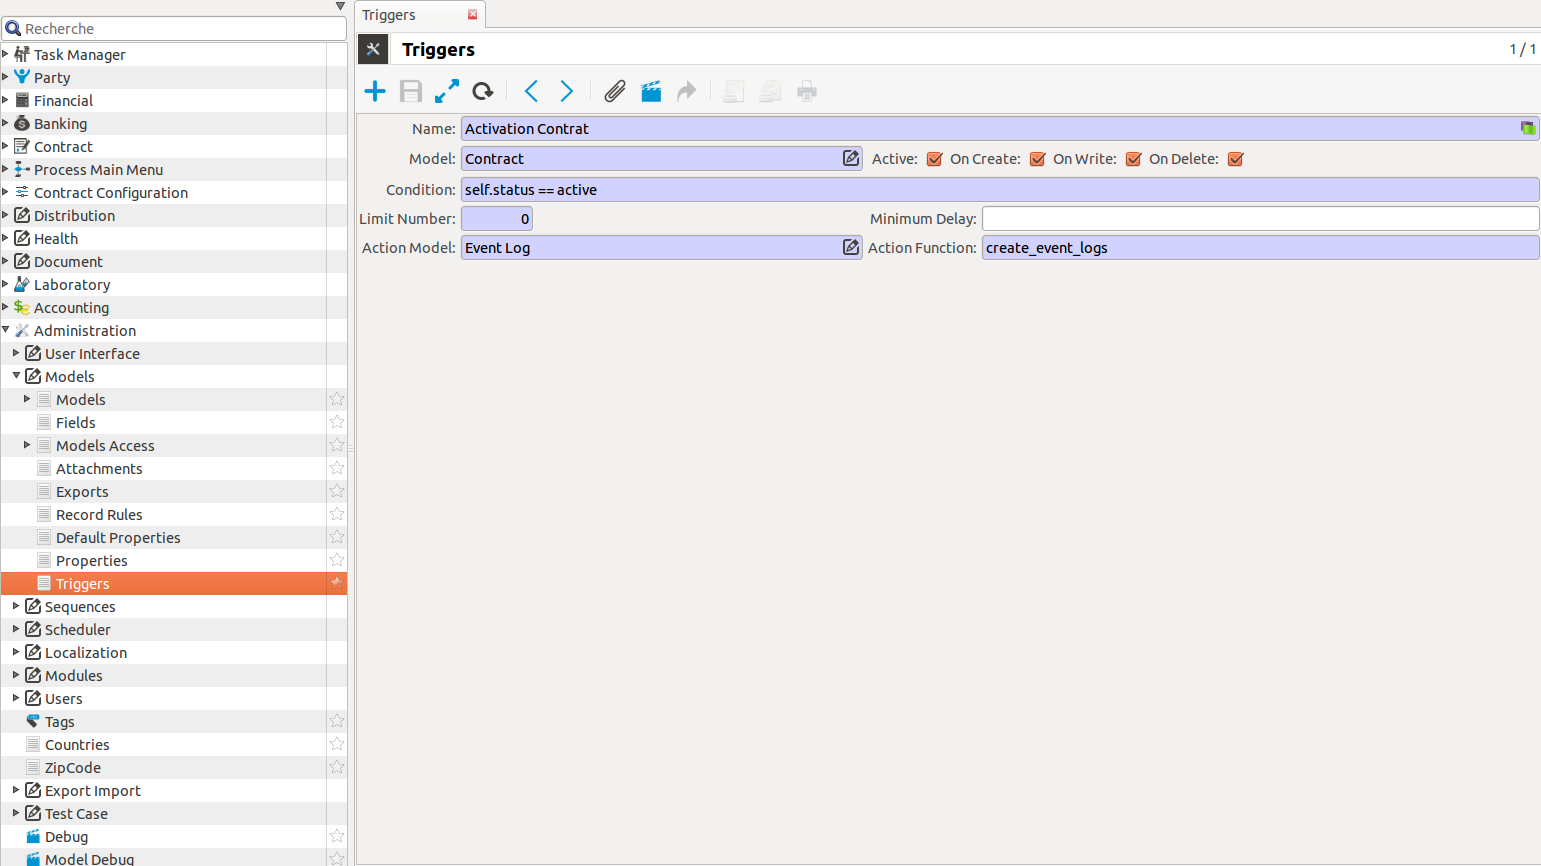 Recherche
Task Manager
Party
Financial
Banking
Contract
Process Main Menu
Contract Configuration
Distribution
Health
Document
Laboratory
Accounting
Administration
User Interface
Models
Models
Fields
Models Access
Attachments
Exports
Record Rules
Default Properties
Properties
Triggers
Sequences
Scheduler
Localization
Modules
Users
Tags
Countries
ZipCode
Export Import
Test Case
Debug
Model Debug
Triggers
Triggers 1 / 1
Name: Activation Contrat
Model: Contract Active: On Create: On Write: On Delete:
Condition: self.status == active
Limit Number: 0 Minimum Delay:
Action Model: Event Log Action Function: create_event_logs